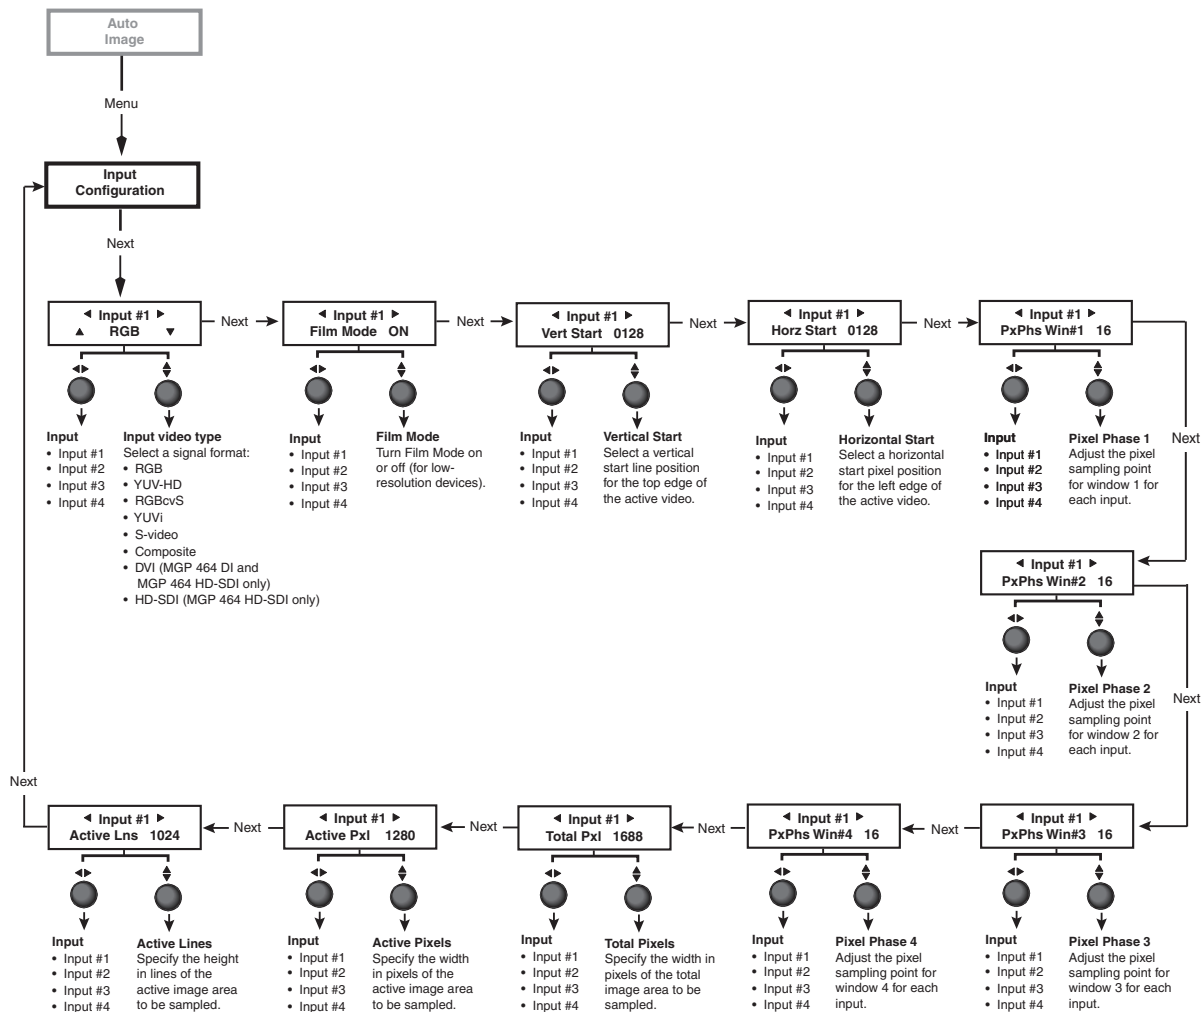 Auto
Image
Menu
Input
Configuration
Next
◄ Input #1 ►
▲ RGB ▼
Next
◄ Input #1 ►
Film Mode ON
Next
◄ Input #1 ►
Vert Start 0128
Next
◄ Input #1 ►
Horz Start 0128
Next
◄ Input #1 ►
PxPhs Win#1 16
Next
Input
• Input #1
• Input #2
• Input #3
• Input #4
Input video type
Select a signal format:
• RGB
• YUV-HD
• RGBcvS
• YUVi
• S-video
• Composite
• DVI (MGP 464 DI and
MGP 464 HD-SDI only)
• HD-SDI (MGP 464 HD-SDI only)
Input
• Input #1
• Input #2
• Input #3
• Input #4
Film Mode
Turn Film Mode on
or off (for low-
resolution devices).
Input
• Input #1
• Input #2
• Input #3
• Input #4
Vertical Start
Select a vertical
start line position
for the top edge of
the active video.
Input
• Input #1
• Input #2
• Input #3
• Input #4
Horizontal Start
Select a horizontal
start pixel position
for the left edge of
the active video.
Input
• Input #1
• Input #2
• Input #3
• Input #4
Pixel Phase 1
Adjust the pixel
sampling point
for window 1 for
each input.
◄ Input #1 ►
PxPhs Win#2 16
Next
Input
• Input #1
• Input #2
• Input #3
• Input #4
Pixel Phase 2
Adjust the pixel
sampling point
for window 2 for
each input.
Next
◄ Input #1 ►
Active Lns 1024
Next
◄ Input #1 ►
Active Pxl 1280
Next
◄ Input #1 ►
Total Pxl 1688
Next
◄ Input #1 ►
PxPhs Win#4 16
Next
◄ Input #1 ►
PxPhs Win#3 16
Input
• Input #1
• Input #2
• Input #3
• Input #4
Active Lines
Specify the height
in lines of the
active image area
to be sampled.
Input
• Input #1
• Input #2
• Input #3
• Input #4
Active Pixels
Specify the width
in pixels of the
active image area
to be sampled.
Input
• Input #1
• Input #2
• Input #3
• Input #4
Total Pixels
Specify the width in
pixels of the total
image area to be
sampled.
Input
• Input #1
• Input #2
• Input #3
• Input #4
Pixel Phase 4
Adjust the pixel
sampling point for
window 4 for each
input.
Input
• Input #1
• Input #2
• Input #3
• Input #4
Pixel Phase 3
Adjust the pixel
sampling point for
window 3 for each
input.